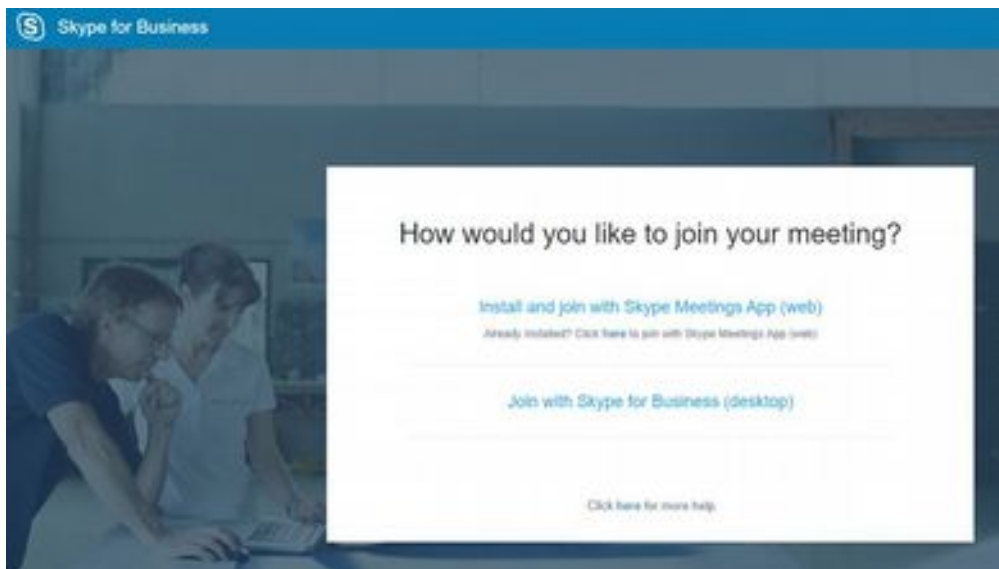 Skype for Business
How would you like to join your meeting?
Install and join with Skype Meetings App (web)
Already installed? Click here to join with Skype Meetings App (web)
Join with Skype for Business (desktop)
Click here for more help.